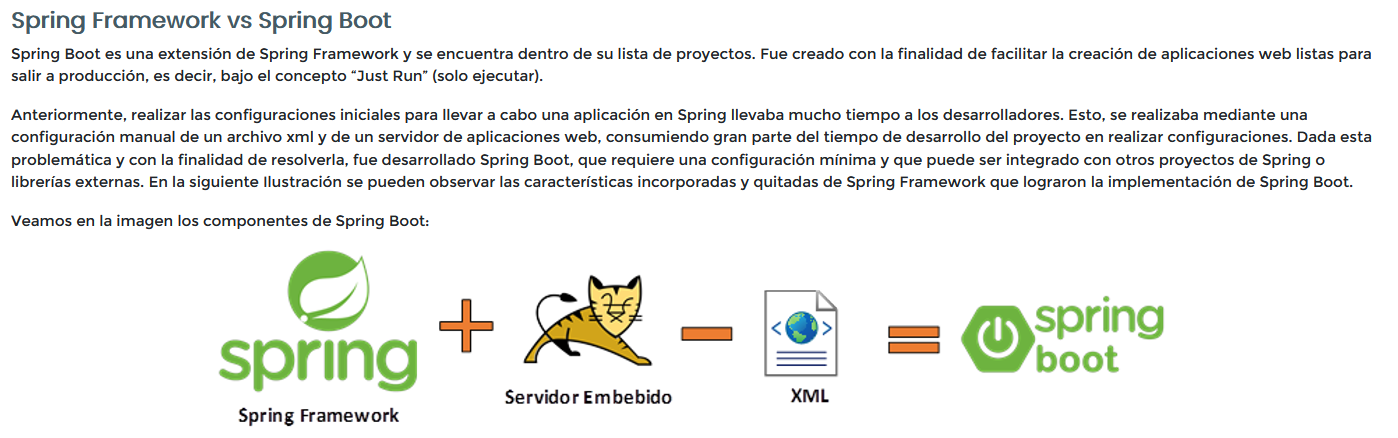 Spring Framework vs Spring Boot
Spring Boot es una extensión de Spring Framework y se encuentra dentro de su lista de proyectos. Fue creado con la finalidad de facilitar la creación de aplicaciones web listas para
salir a producción, es decir, bajo el concepto “Just Run” (solo ejecutar).
Anteriormente, realizar las configuraciones iniciales para llevar a cabo una aplicación en Spring llevaba mucho tiempo a los desarrolladores. Esto, se realizaba mediante una
configuración manual de un archivo xml y de un servidor de aplicaciones web, consumiendo gran parte del tiempo de desarrollo del proyecto en realizar configuraciones. Dada esta
problemática y con la finalidad de resolverla, fue desarrollado Spring Boot, que requiere una configuración mínima y que puede ser integrado con otros proyectos de Spring o
librerías externas. En la siguiente Ilustración se pueden observar las características incorporadas y quitadas de Spring Framework que lograron la implementación de Spring Boot.
Veamos en la imagen los componentes de Spring Boot:
spring
Spring Framework
+
Servidor Embebido
−
< >
XML
=
spring
boot